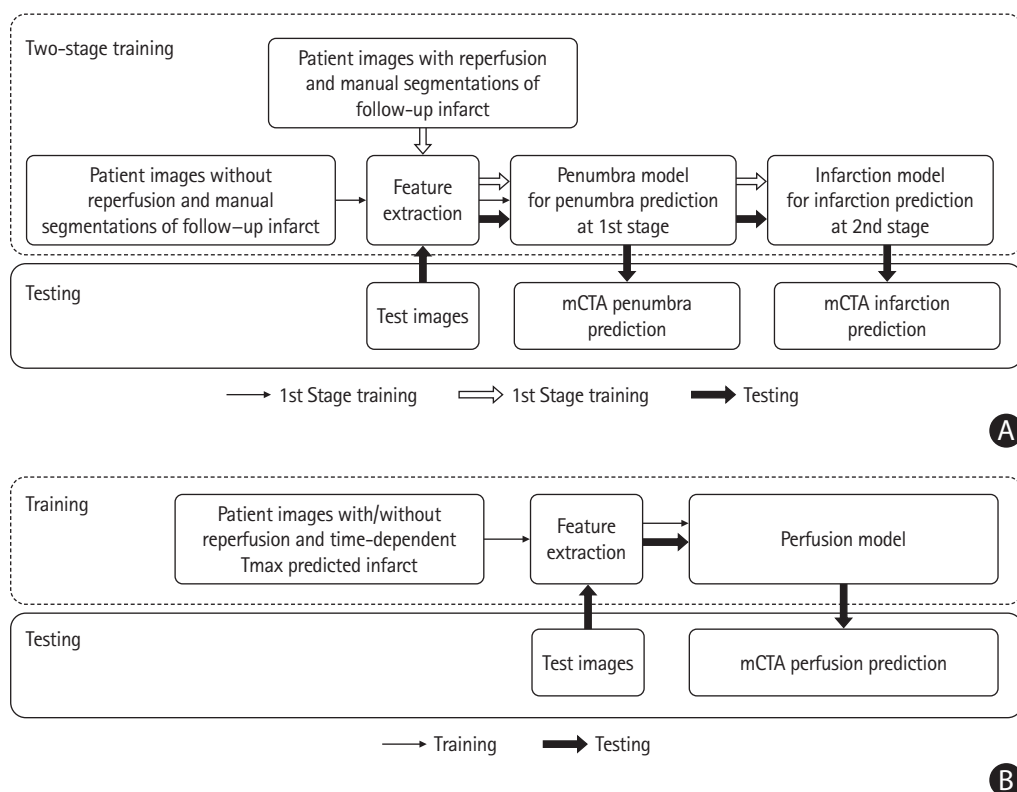 Two-stage training
Patient images with reperfusion
and manual segmentations of
follow-up infarct
Patient images without
reperfusion and manual
segmentations of follow–up infarct
Feature
extraction
Penumbra model
for penumbra prediction
at 1st stage
Infarction model
for infarction prediction
at 2nd stage
Testing
Test images
mCTA penumbra
prediction
mCTA infarction
prediction
1st Stage training
1st Stage training
Testing
A
Training
Patient images with/without
reperfusion and time-dependent
Tmax predicted infarct
Feature
extraction
Perfusion model
Testing
Test images
mCTA perfusion prediction
Training
Testing
B